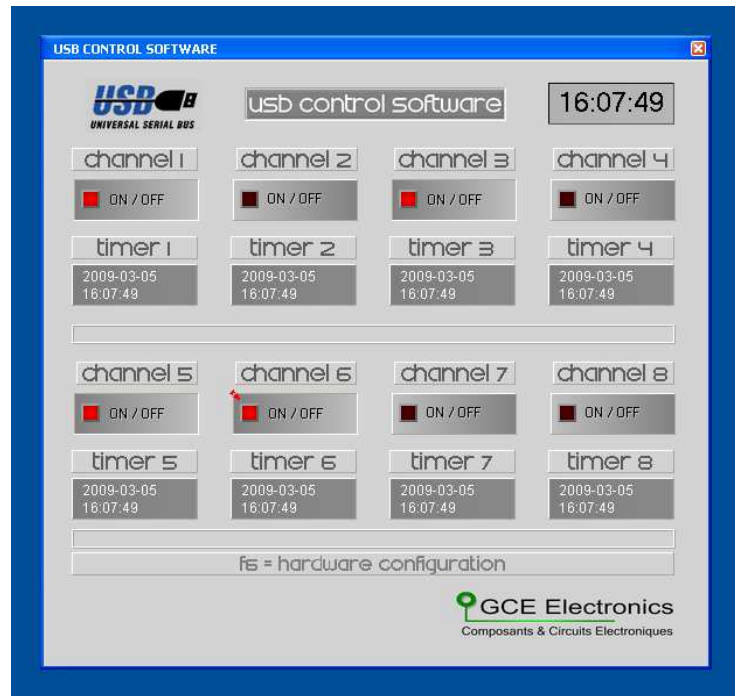 USB CONTROL SOFTWARE
USB
UNIVERSAL SERIAL BUS
usb control software
16:07:49
channel 1 channel 2 channel 3 channel 4
ON / OFF ON / OFF ON / OFF ON / OFF
timer 1 timer 2 timer 3 timer 4
2009-03-05 2009-03-05 2009-03-05 2009-03-05
16:07:49 16:07:49 16:07:49 16:07:49
channel 5 channel 6 channel 7 channel 8
ON / OFF ON / OFF ON / OFF ON / OFF
timer 5 timer 6 timer 7 timer 8
2009-03-05 2009-03-05 2009-03-05 2009-03-05
16:07:49 16:07:49 16:07:49 16:07:49
f6 = hardware configuration
GCE Electronics
Composants & Circuits Electroniques